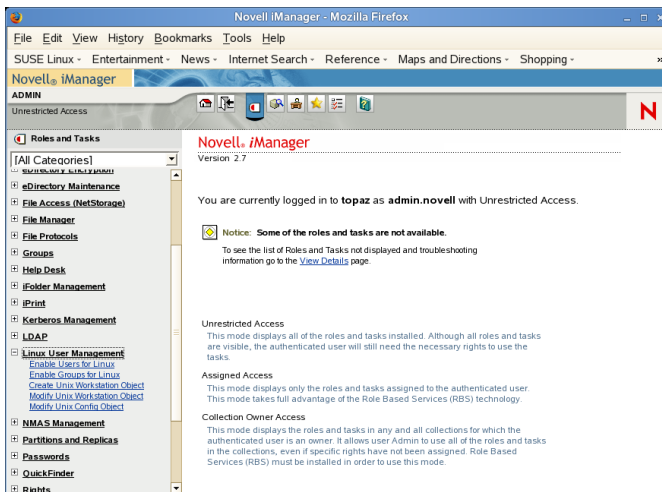 Novell iManager - Mozilla Firefox
File Edit View History Bookmarks Tools Help
SUSE Linux Entertainment News Internet Search Reference Maps and Directions Shopping »
Novell® iManager
ADMIN
Unrestricted Access
N
Roles and Tasks
[All Categories]
eDirectory Encryption
eDirectory Maintenance
File Access (NetStorage)
File Manager
File Protocols
Groups
Help Desk
iFolder Management
iPrint
Kerberos Management
LDAP
Linux User Management
Enable Users for Linux
Enable Groups for Linux
Create Unix Workstation Object
Modify Unix Workstation Object
Modify Unix Config Object
NMAS Management
Partitions and Replicas
Passwords
QuickFinder
Rights
Novell® iManager
Version 2.7
You are currently logged in to topaz as admin.novell with Unrestricted Access.
Notice: Some of the roles and tasks are not available.
To see the list of Roles and Tasks not displayed and troubleshooting
information go to the View Details page.
Unrestricted Access
This mode displays all of the roles and tasks installed. Although all roles and tasks
are visible, the authenticated user will still need the necessary rights to use the
tasks.
Assigned Access
This mode displays only the roles and tasks assigned to the authenticated user.
This mode takes full advantage of the Role Based Services (RBS) technology.
Collection Owner Access
This mode displays the roles and tasks in any and all collections for which the
authenticated user is an owner. It allows user Admin to use all of the roles and tasks
in the collections, even if specific rights have not been assigned. Role Based
Services (RBS) must be installed in order to use this mode.